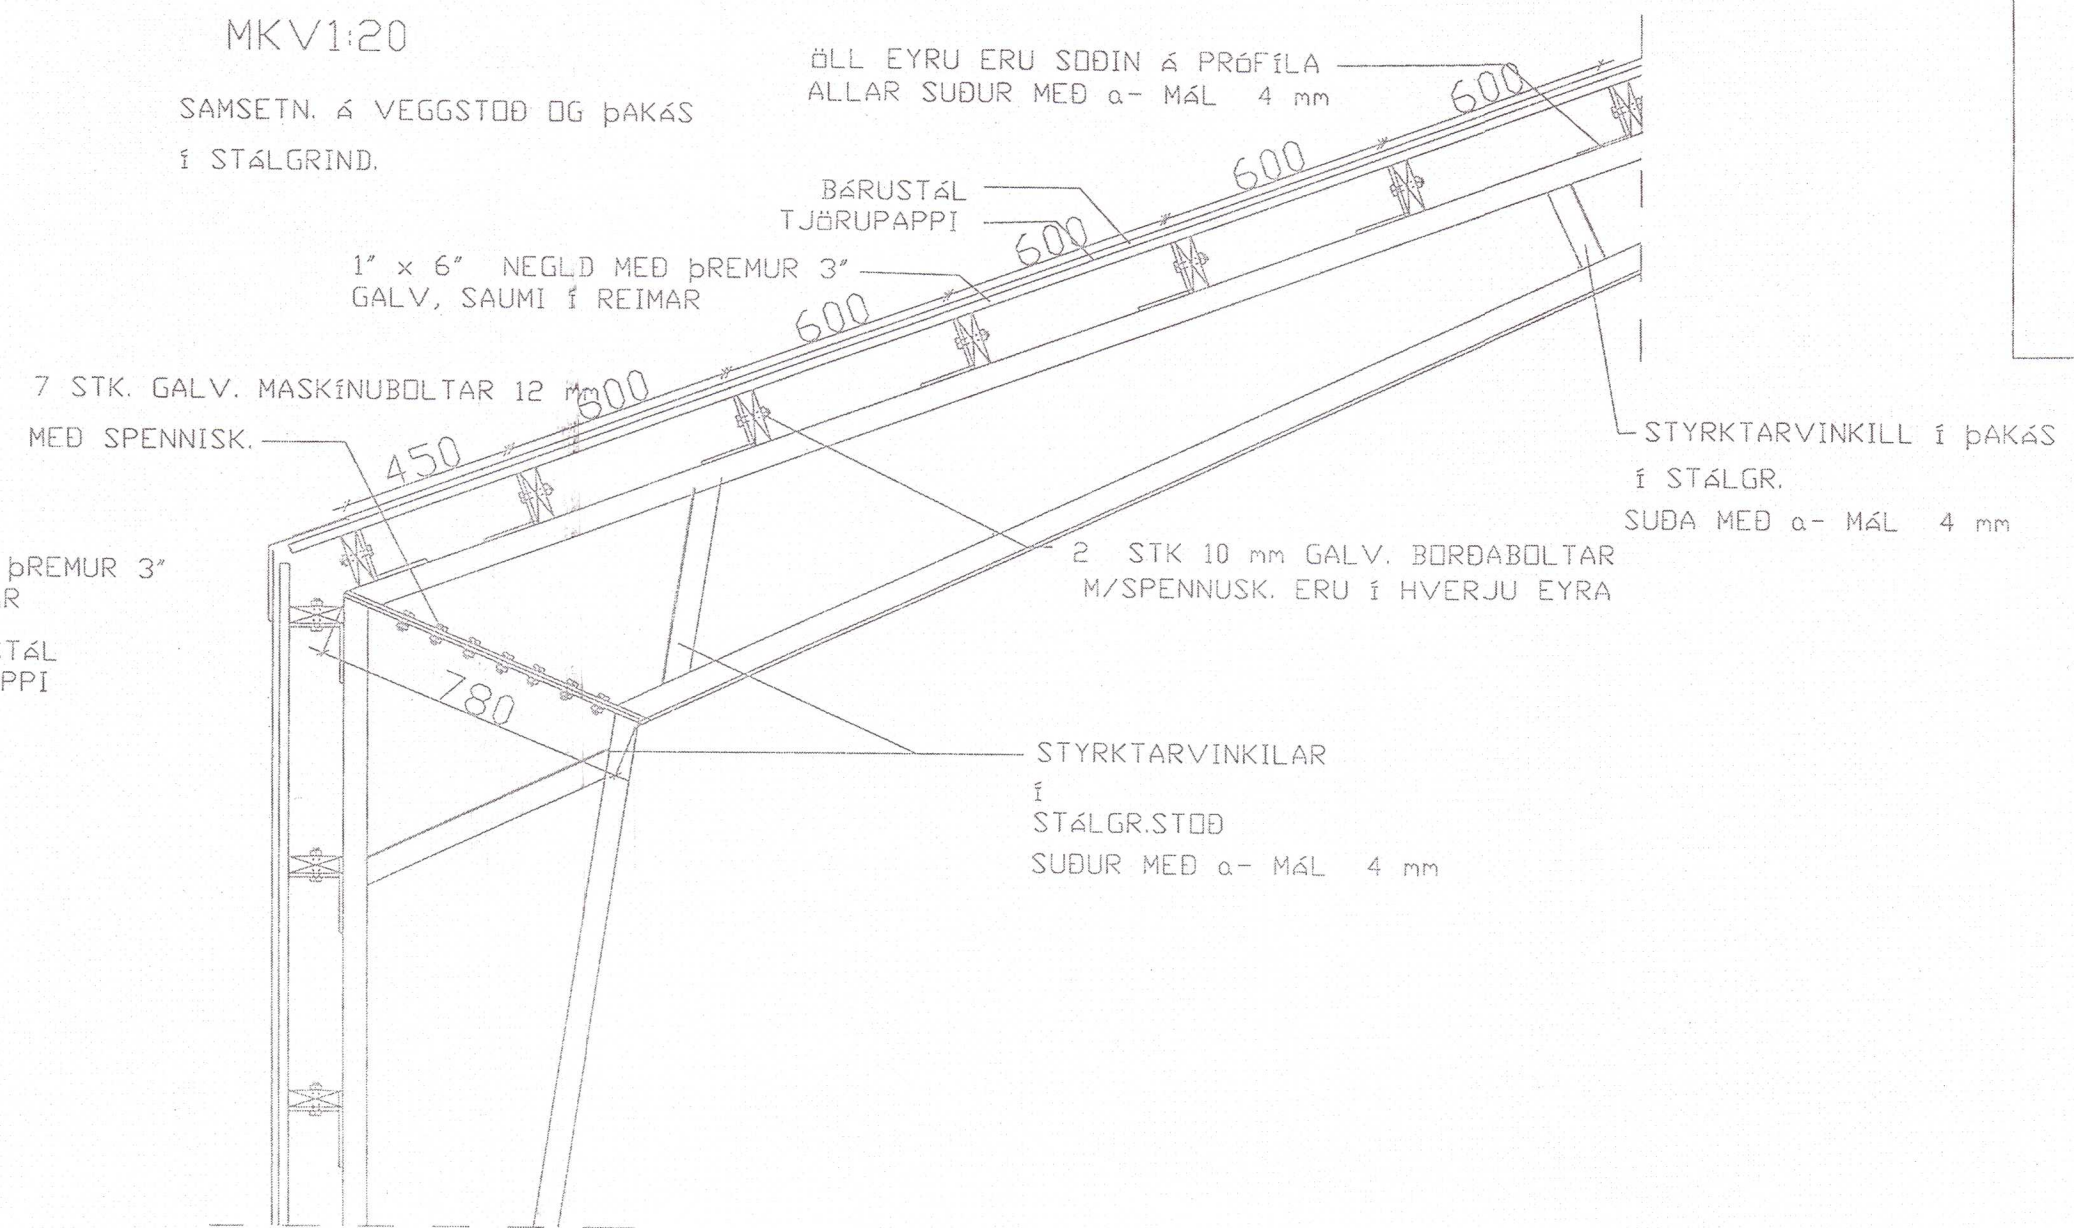 MKV1:20
SAMSETN. Á VEGGSTOÐ OG ÞAKÁS
Í STÁLGRIND.
ÖLL EYRU ERU SOÐIN Á PRÓFÍLA
ALLAR SUÐUR MEÐ a- MÁL 4 mm
BÁRUSTÁL
TJÖRUPAPPI
1" x 6" NEGLD MEÐ ÞREMUR 3"
GALV, SAUMI Í REIMAR
7 STK. GALV. MASKÍNUBOLTAR 12 mm
MEÐ SPENNISK.
450
600
600
600
600
600
780
ÞREMUR 3"
R
STÁL
PPI
STYRKTARVINKILL Í ÞAKÁS
Í STÁLGR.
SUÐA MEÐ a- MÁL 4 mm
2 STK 10 mm GALV. BORÐABOLTAR
M/SPENNUSK. ERU Í HVERJU EYRA
STYRKTARVINKILAR
Í
STÁLGR.STOÐ
SUÐUR MEÐ a- MÁL 4 mm